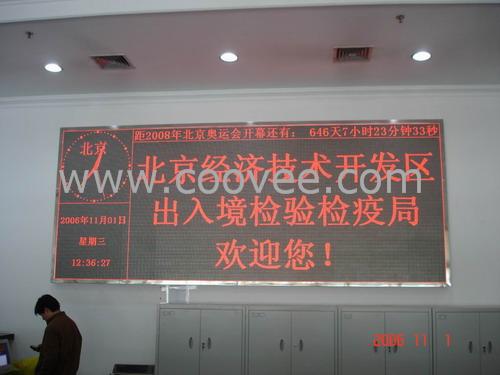 距2008年北京奥运会开幕还有： 646天7小时23分钟33秒
北京
北京经济技术开发区
出入境检验检疫局
欢迎您！
2006年11月01日
星期三
12:36:27
www.coovee.com
2006 11 1